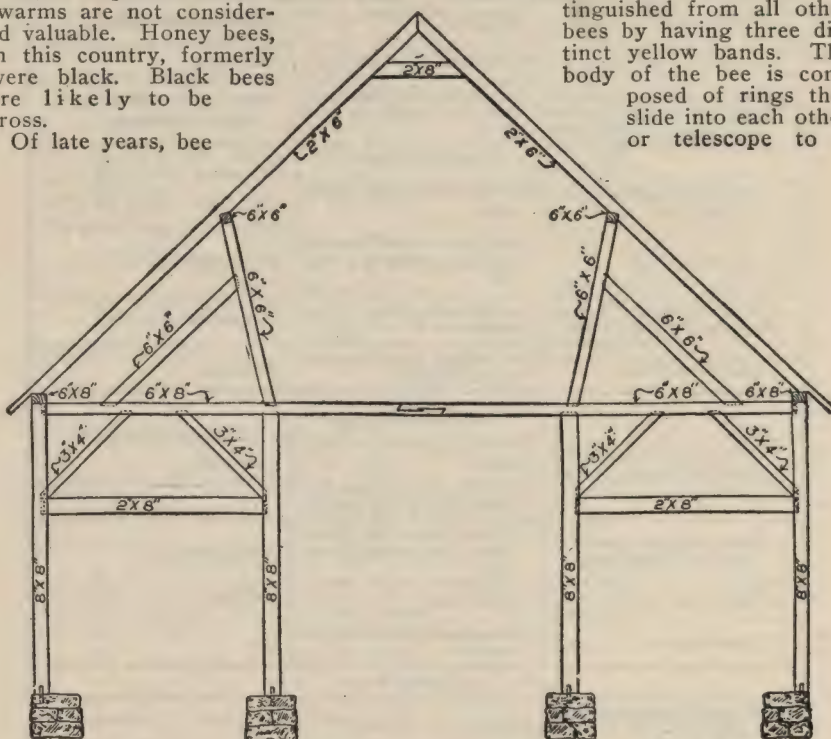 warms are not consider-
d valuable. Honey bees,
n this country, formerly
were black. Black bees
re likely to be
ross.
Of late years, bee
tinguished from all oth
bees by having three di
tinct yellow bands. Th
body of the bee is com
posed of rings tha
slide into each othe
or telescope to
2"X8"
2"X6"
2"X6"
6"X6"
6"X6"
6"X6"
6"X6"
6"X6"
6"X6"
6"X8"
6"X8"
6"X8"
6"X8"
3"X4"
3"X4"
3"X4"
3"X4"
2"X8"
2"X8"
8"X8"
8"X8"
8"X8"
8"X8"